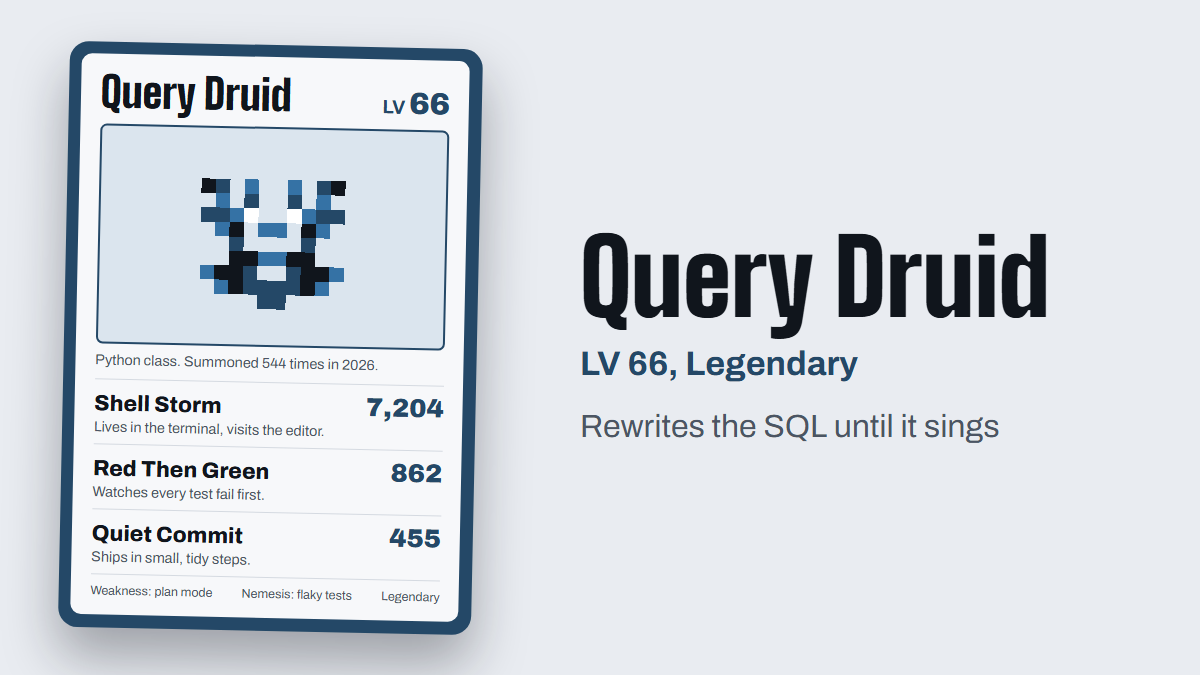 Query Druid
LV 66
Python class. Summoned 544 times in 2026.
Shell Storm 7,204
Lives in the terminal, visits the editor.
Red Then Green 862
Watches every test fail first.
Quiet Commit 455
Ships in small, tidy steps.
Weakness: plan mode Nemesis: flaky tests Legendary
Query Druid
LV 66, Legendary
Rewrites the SQL until it sings